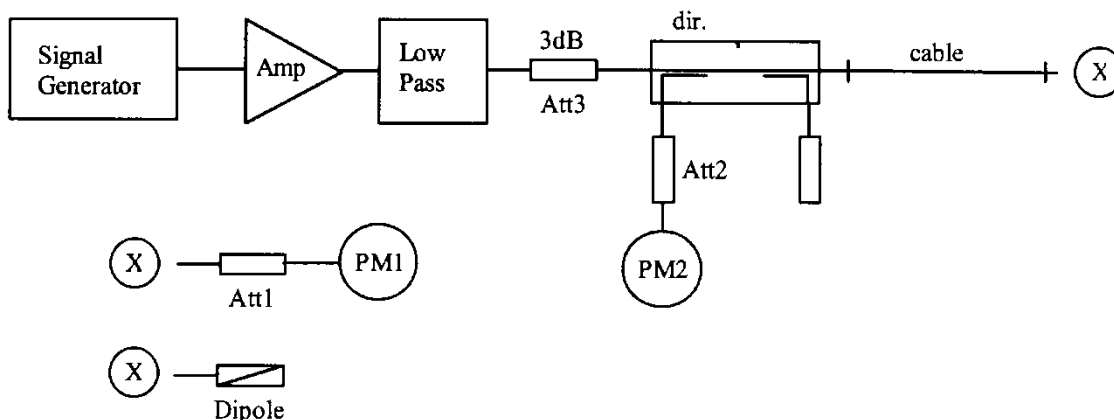 Signal
Generator
Amp
Low
Pass
3dB
Att3
dir.
cable
X
Att2
PM2
X
Att1
PM1
X
Dipole